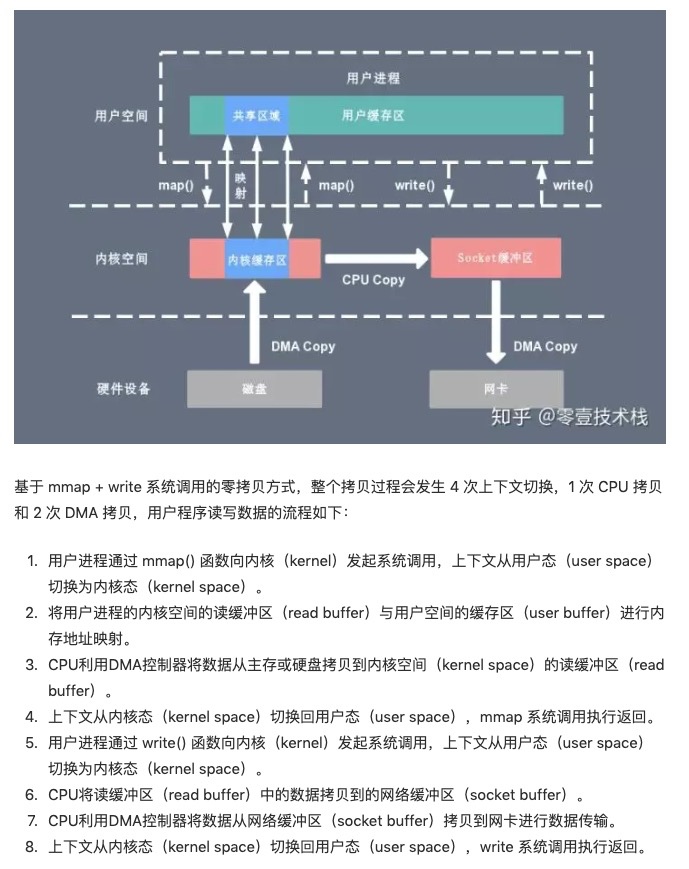 用户进程
用户空间
共享区域
用户缓存区
map()
映
射
map()
write()
write()
内核空间
内核缓存区
CPU Copy
Socket缓冲区
DMA Copy
DMA Copy
硬件设备
磁盘
网卡
知乎 @零壹技术栈
基于 mmap + write 系统调用的零拷贝方式，整个拷贝过程会发生 4 次上下文切换，1 次 CPU 拷贝
和 2 次 DMA 拷贝，用户程序读写数据的流程如下：
1. 用户进程通过 mmap() 函数向内核（kernel）发起系统调用，上下文从用户态（user space）
切换为内核态（kernel space）。
2. 将用户进程的内核空间的读缓冲区（read buffer）与用户空间的缓存区（user buffer）进行内
存地址映射。
3. CPU利用DMA控制器将数据从主存或硬盘拷贝到内核空间（kernel space）的读缓冲区（read
buffer）。
4. 上下文从内核态（kernel space）切换回用户态（user space），mmap 系统调用执行返回。
5. 用户进程通过 write() 函数向内核（kernel）发起系统调用，上下文从用户态（user space）
切换为内核态（kernel space）。
6. CPU将读缓冲区（read buffer）中的数据拷贝到的网络缓冲区（socket buffer）。
7. CPU利用DMA控制器将数据从网络缓冲区（socket buffer）拷贝到网卡进行数据传输。
8. 上下文从内核态（kernel space）切换回用户态（user space），write 系统调用执行返回。